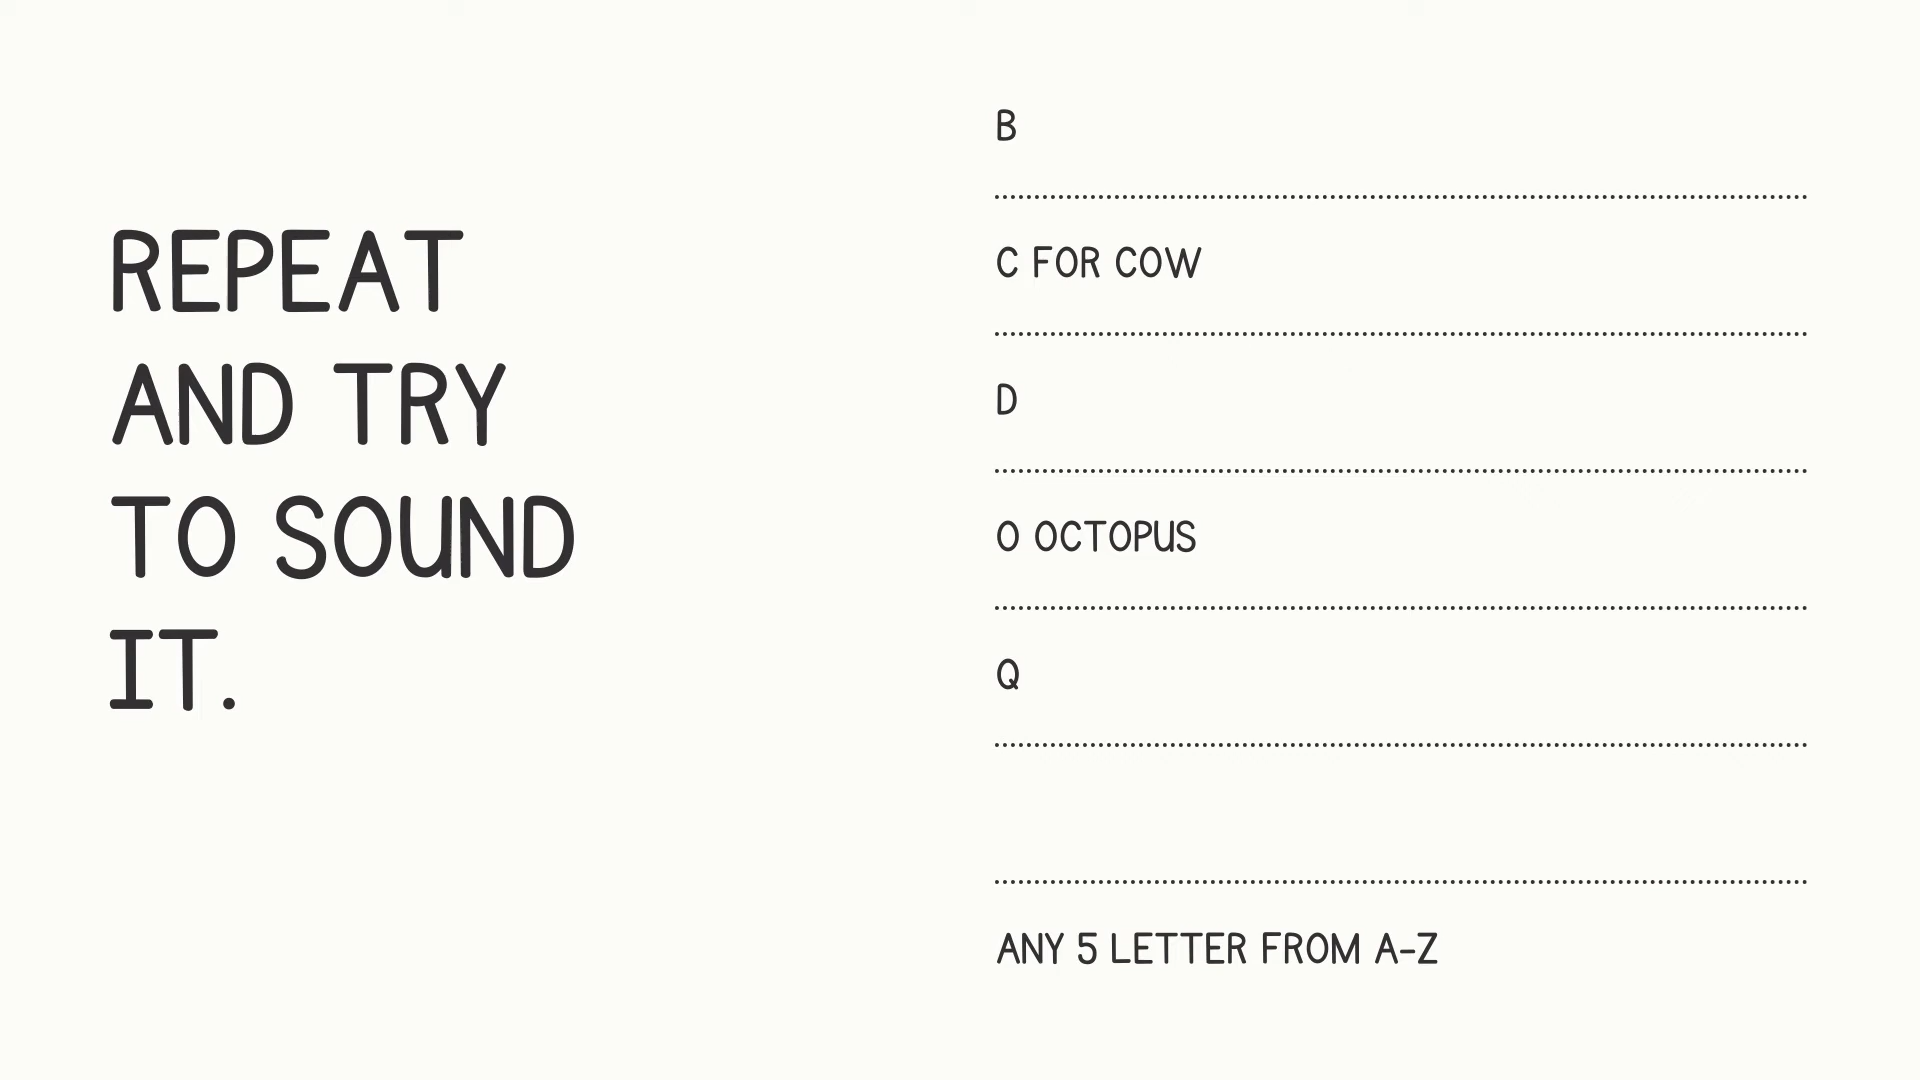 REPEAT
AND TRY
TO SOUND
IT.
B
C FOR COW
D
O OCTOPUS
Q
ANY 5 LETTER FROM A-Z